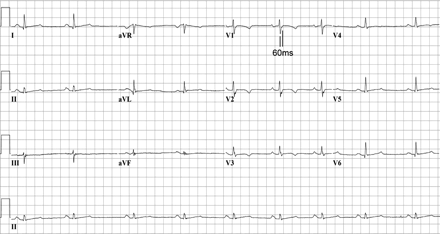 I aVR V1 V4
60ms
II aVL V2 V5
III aVF V3 V6
II